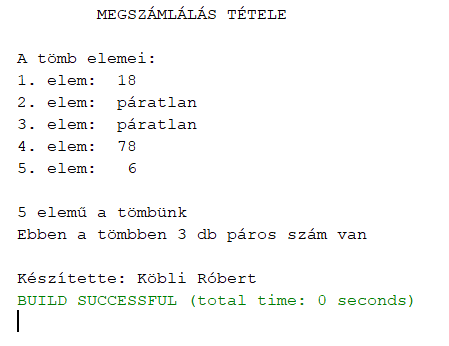 MEGSZÁMLÁLÁS TÉTELE
A tömb elemei:
1. elem: 18
2. elem: páratlan
3. elem: páratlan
4. elem: 78
5. elem: 6
5 elemű a tömbünk
Ebben a tömbben 3 db páros szám van
Készítette: Köbli Róbert
BUILD SUCCESSFUL (total time: 0 seconds)